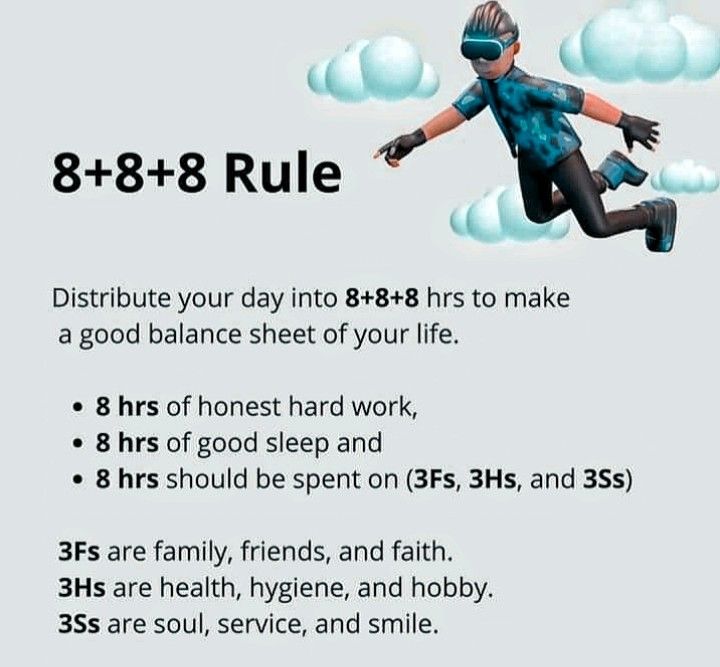 8+8+8 Rule
Distribute your day into 8+8+8 hrs to make
a good balance sheet of your life.
• 8 hrs of honest hard work,
• 8 hrs of good sleep and
• 8 hrs should be spent on (3Fs, 3Hs, and 3Ss)
3Fs are family, friends, and faith.
3Hs are health, hygiene, and hobby.
3Ss are soul, service, and smile.